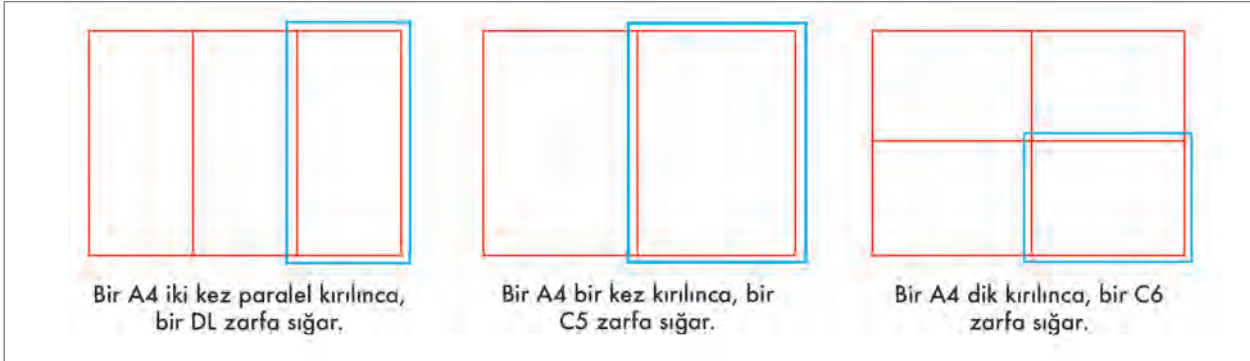 Bir A4 iki kez paralel kırılınca,
bir DL zarfa sığar.
Bir A4 bir kez kırılınca, bir
C5 zarfa sığar.
Bir A4 dik kırılınca, bir C6
zarfa sığar.